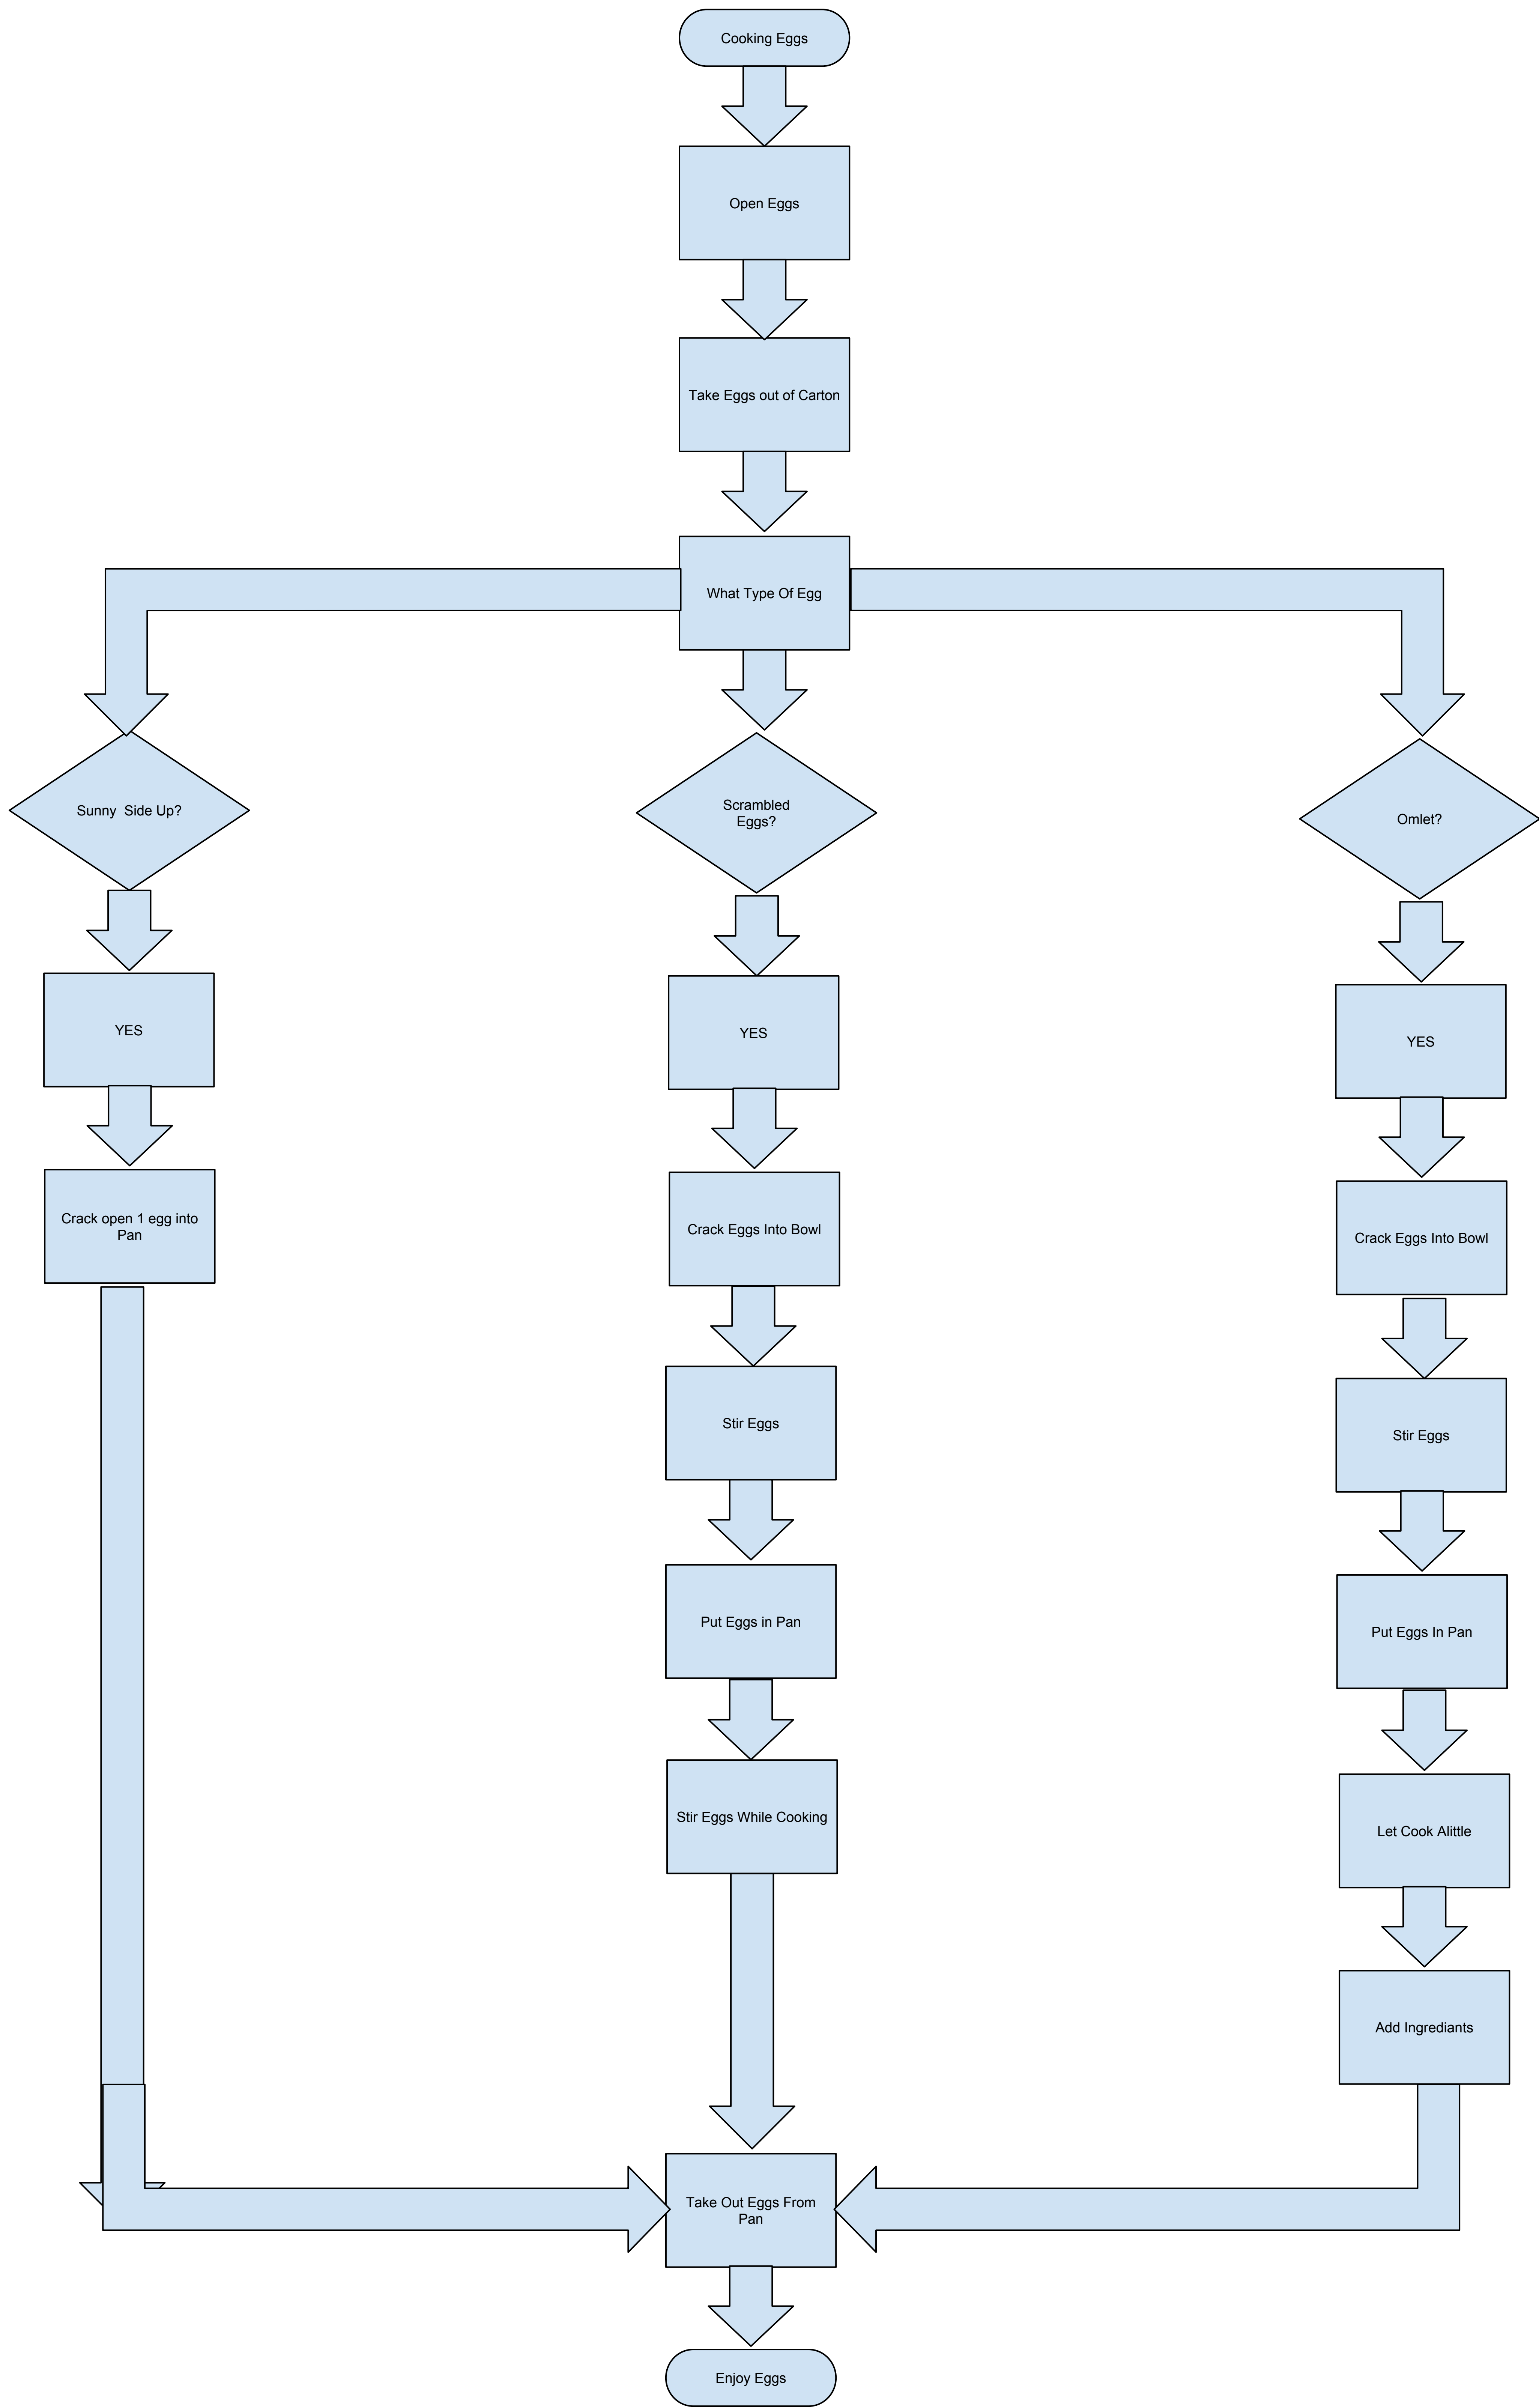 Cooking Eggs
Open Eggs
Take Eggs out of Carton
What Type Of Egg
Sunny  Side Up?
Scrambled
Eggs?
Omlet?
YES
YES
YES
Crack open 1 egg into
Pan
Crack Eggs Into Bowl
Crack Eggs Into Bowl
Stir Eggs
Stir Eggs
Put Eggs in Pan
Put Eggs In Pan
Stir Eggs While Cooking
Let Cook Alittle
Add Ingrediants
Take Out Eggs From
Pan
Enjoy Eggs